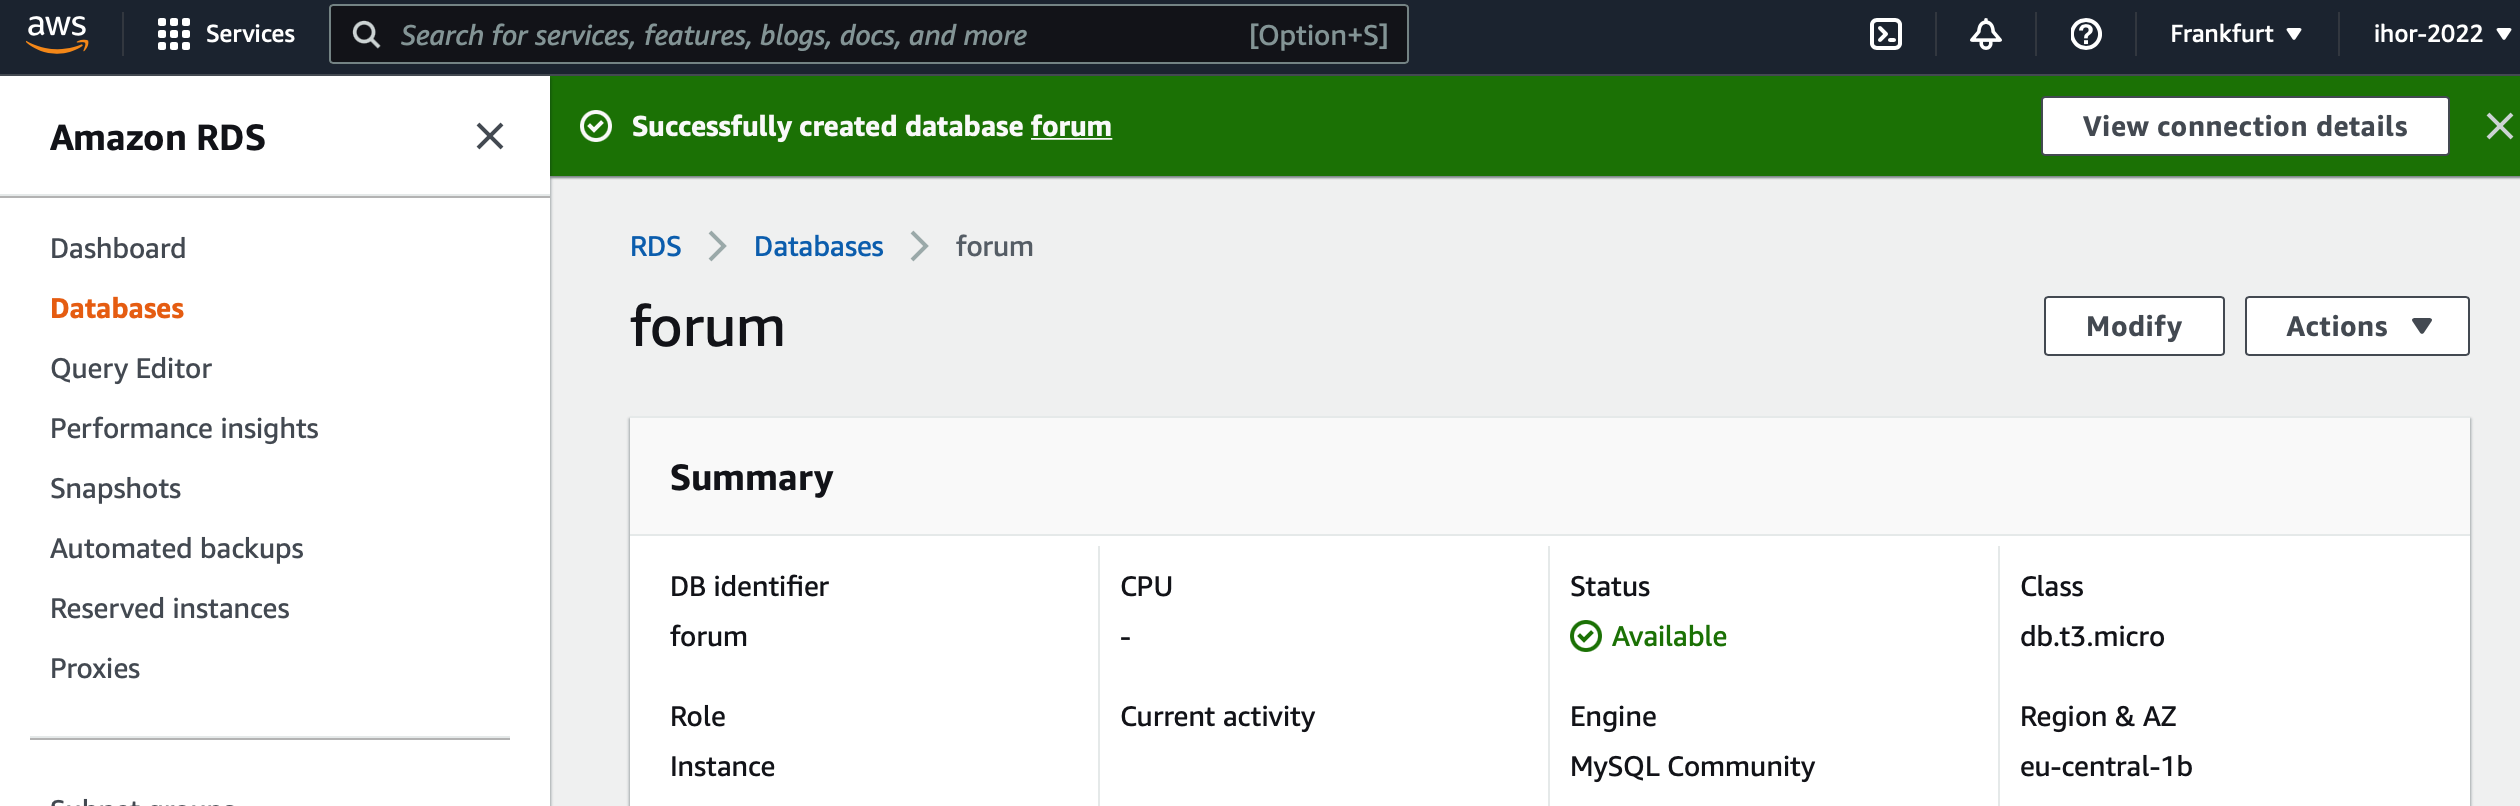 aws
Services
Search for services, features, blogs, docs, and more
[Option+S]
Frankfurt
ihor-2022
Amazon RDS
Successfully created database forum
View connection details
Dashboard
Databases
Query Editor
Performance insights
Snapshots
Automated backups
Reserved instances
Proxies
Subnet groups
RDS
Databases
forum
forum
Modify
Actions
Summary
DB identifier
forum
CPU
-
Status
Available
Class
db.t3.micro
Role
Instance
Current activity
Engine
MySQL Community
Region & AZ
eu-central-1b